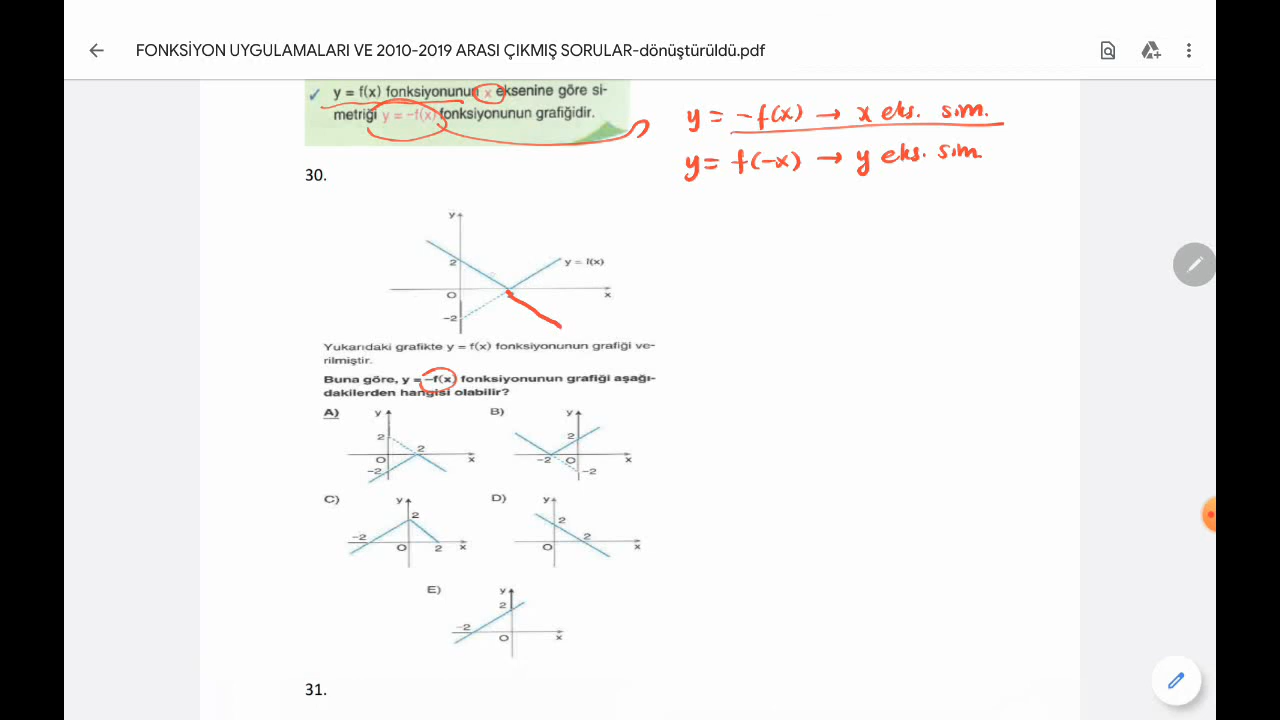 FONKSİYON UYGULAMALARI VE 2010-2019 ARASI ÇIKMIŞ SORULAR-dönüştürüldü.pdf
✓ y = f(x) fonksiyonunun x eksenine göre si-
metriği y = -f(x) fonksiyonunun grafiğidir.
y = -f(x) → x eks. sim.
y = f(-x) → y eks. sim
30.
y
2
y = f(x)
O
2
x
-2
Yukarıdaki grafikte y = f(x) fonksiyonunun grafiği ve-
rilmiştir.
Buna göre, y = -f(x) fonksiyonunun grafiği aşağı-
dakilerden hangisi olabilir?
A)
y
2
2
O
x
-2
B)
y
2
-2
O
x
-2
C)
y
2
-2
O
2
x
D)
y
2
2
O
x
E)
y
2
-2
O
x
31.